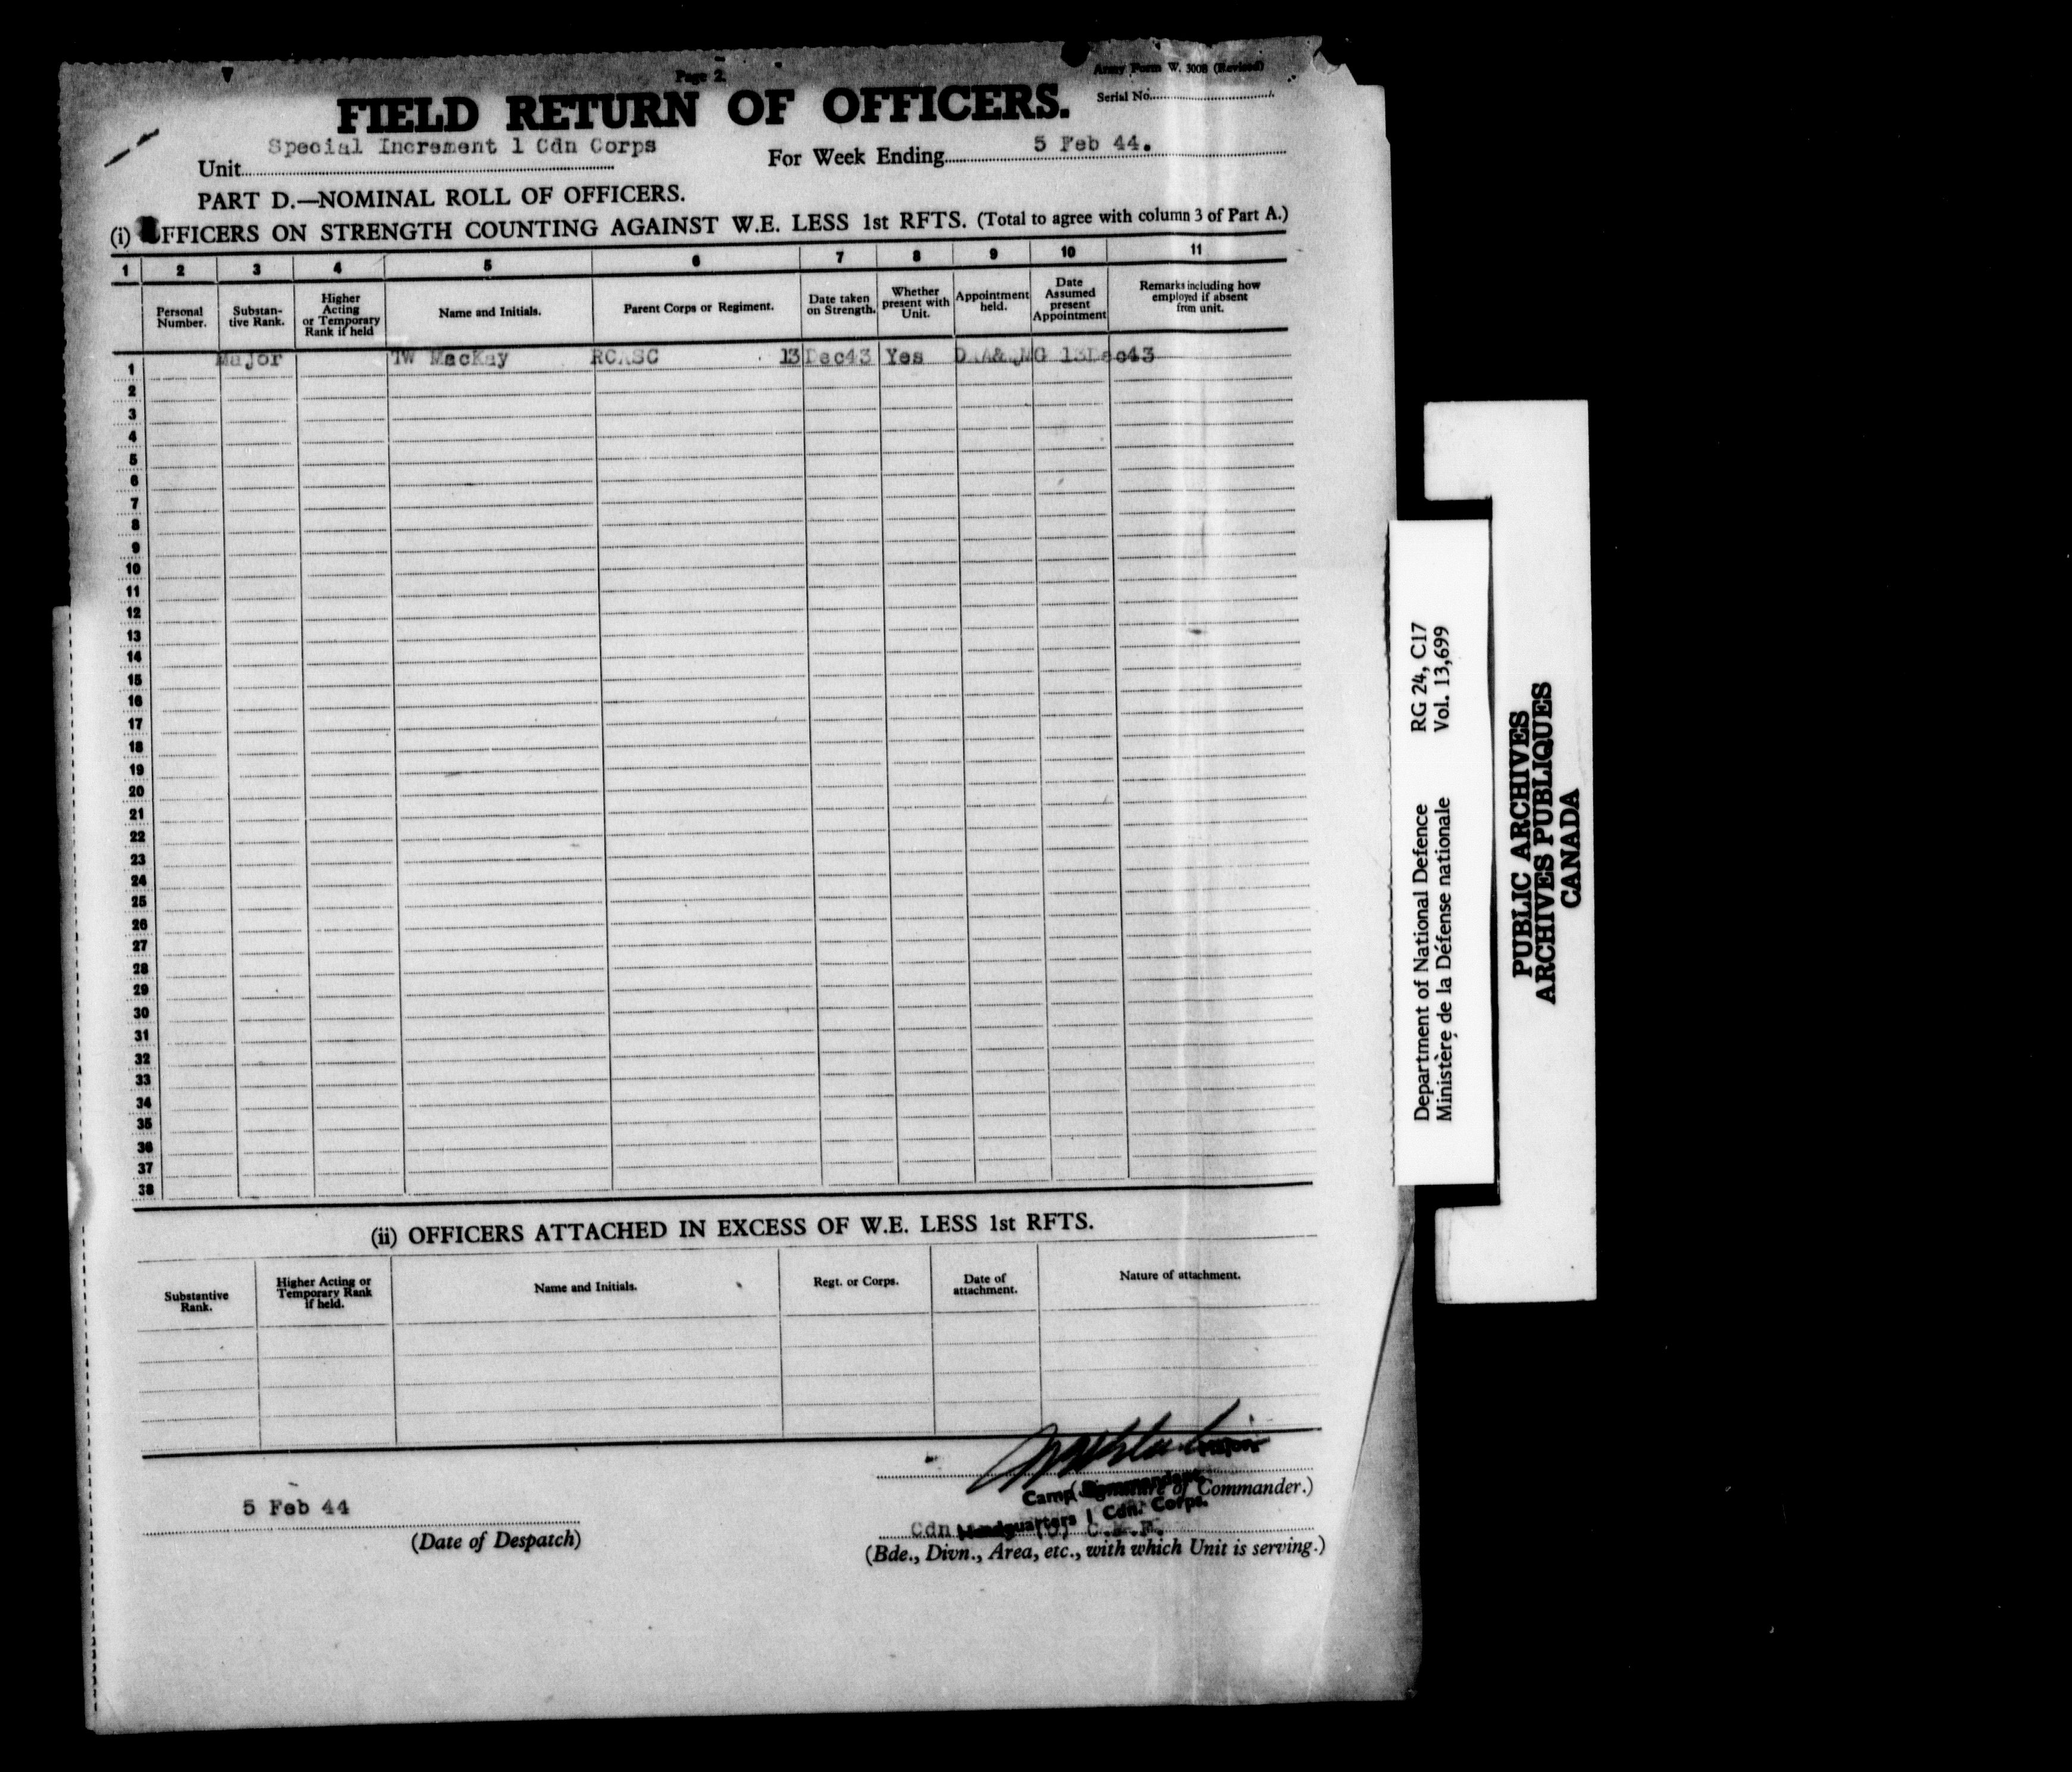 Page 2
Army Form W. 3008 (Revised)
FIELD RETURN OF OFFICERS.
Serial No.
Unit Special Increment 1 Cdn Corps
For Week Ending 5 Feb 44.
PART D.—NOMINAL ROLL OF OFFICERS.
(i) OFFICERS ON STRENGTH COUNTING AGAINST W.E. LESS 1st RFTS. (Total to agree with column 3 of Part A.)
1 2 3 4 5 6 7 8 9 10 11
Personal Number.
Substan-tive Rank.
Higher Acting or Temporary Rank if held
Name and Initials.
Parent Corps or Regiment.
Date taken on Strength.
Whether present with Unit.
Appointment held.
Date Assumed present Appointment
Remarks including how employed if absent from unit.
1 Major TW MacKay RCASC 13 Dec43 Yes DAA&QMG 13Dec43
2
3
4
5
6
7
8
9
10
11
12
13
14
15
16
17
18
19
20
21
22
23
24
25
26
27
28
29
30
31
32
33
34
35
36
37
38
(ii) OFFICERS ATTACHED IN EXCESS OF W.E. LESS 1st RFTS.
Substantive Rank.
Higher Acting or Temporary Rank if held.
Name and Initials.
Regt. or Corps.
Date of attachment.
Nature of attachment.
Major
(Signature of Commander.)
Camp Commandant
Headquarters 1 Cdn. Corps.
Cdn
5 Feb 44
(Date of Despatch)
(Bde., Divn., Area, etc., with which Unit is serving.)
Department of National Defence RG 24, C17
Ministère de la Défense nationale Vol. 13,699
PUBLIC ARCHIVES
ARCHIVES PUBLIQUES
CANADA